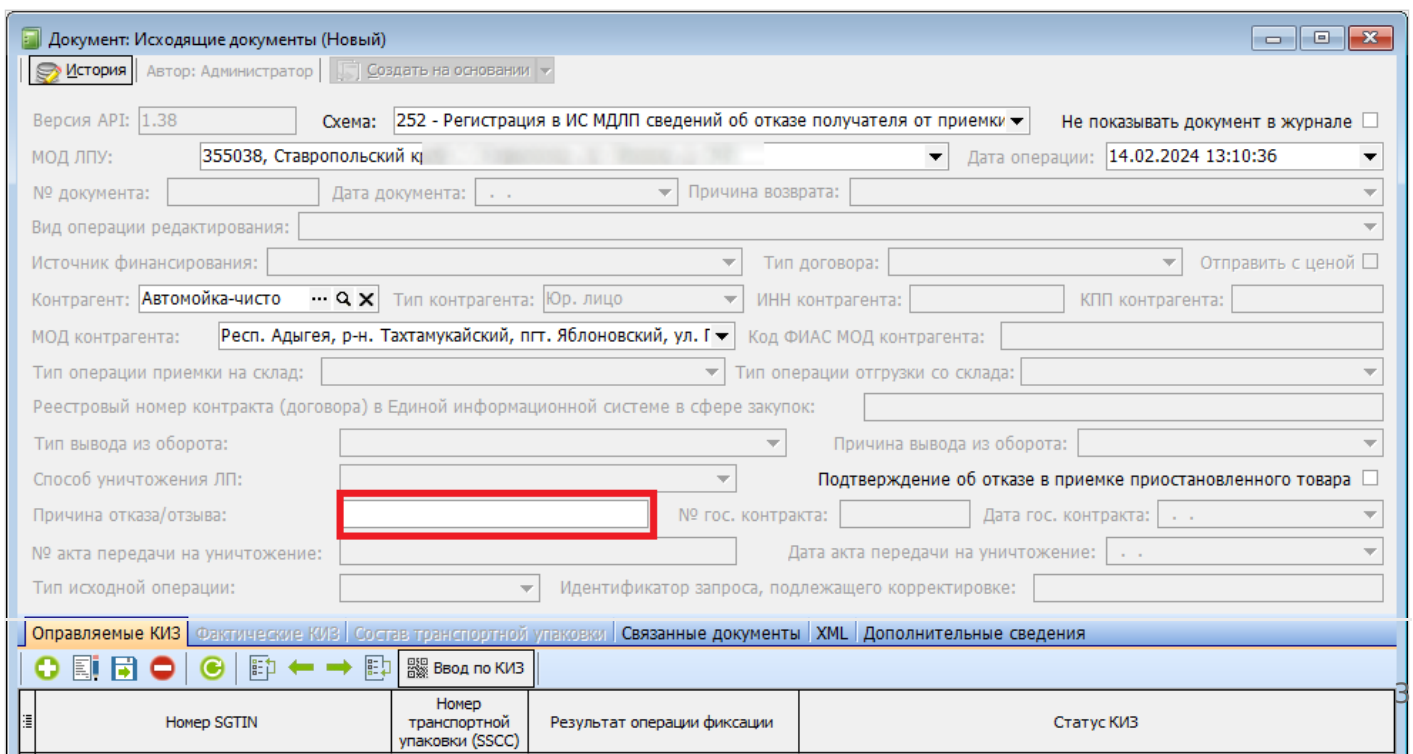 Документ: Исходящие документы (Новый)
История Автор: Администратор Создать на основании
Версия API: 1.38 Схема: 252 - Регистрация в ИС МДЛП сведений об отказе получателя от приемки Не показывать документ в журнале
МОД ЛПУ: 355038, Ставропольский Дата операции: 14.02.2024 13:10:36
№ документа: Дата документа: . . Причина возврата:
Вид операции редактирования:
Источник финансирования: Тип договора: Отправить с ценой
Контрагент: Автомойка-чисто ... Тип контрагента: Юр. лицо ИНН контрагента: КПП контрагента:
МОД контрагента: Респ. Адыгея, р-н. Тахтамукайский, пгт. Яблоновский, ул. Код ФИАС МОД контрагента:
Тип операции приемки на склад: Тип операции отгрузки со склада:
Реестровый номер контракта (договора) в Единой информационной системе в сфере закупок:
Тип вывода из оборота: Причина вывода из оборота:
Способ уничтожения ЛП: Подтверждение об отказе в приемке приостановленного товара
Причина отказа/отзыва: № гос. контракта: Дата гос. контракта: . .
№ акта передачи на уничтожение: Дата акта передачи на уничтожение: . .
Тип исходной операции: Идентификатор запроса, подлежащего корректировке:
Оправляемые КИЗ Фактические КИЗ Состав транспортной упаковки Связанные документы XML Дополнительные сведения
Ввод по КИЗ
3
Номер SGTIN
Номер
транспортной
упаковки (SSCC)
Результат операции фиксации
Статус КИЗ